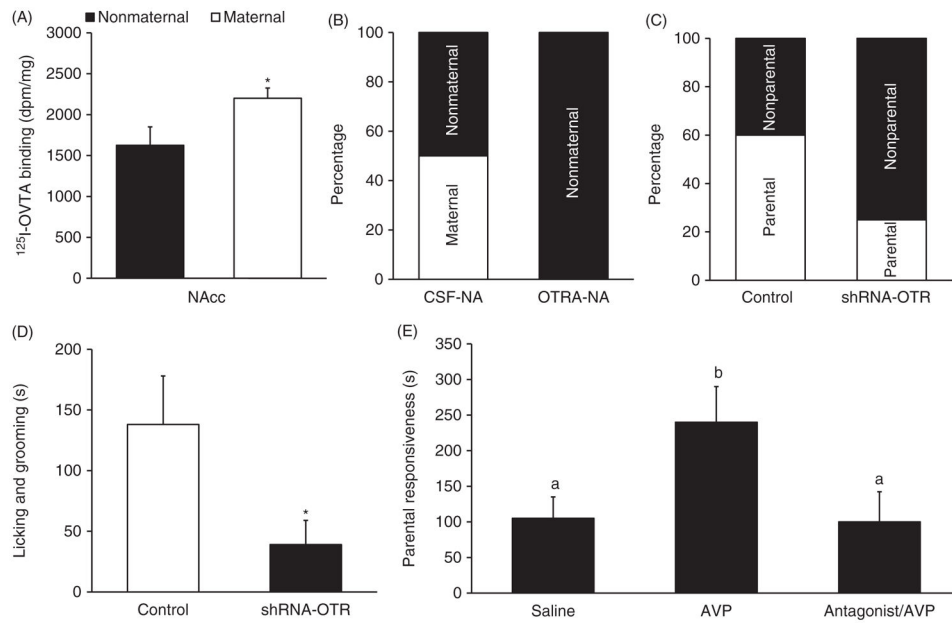 (A)
Nonmaternal
Maternal
3000
2500
2000
1500
1000
500
0
¹²⁵I-OVTA binding (dpm/mg)
*
NAcc
(B)
100
80
60
40
20
0
Percentage
Nonmaternal
Maternal
Nonmaternal
CSF-NA
OTRA-NA
(C)
100
80
60
40
20
0
Percentage
Nonparental
Parental
Nonparental
Parental
Control
shRNA-OTR
(D)
200
150
100
50
0
Licking and grooming (s)
*
Control
shRNA-OTR
(E)
350
300
250
200
150
100
50
0
Parental responsiveness (s)
a
b
a
Saline
AVP
Antagonist/AVP